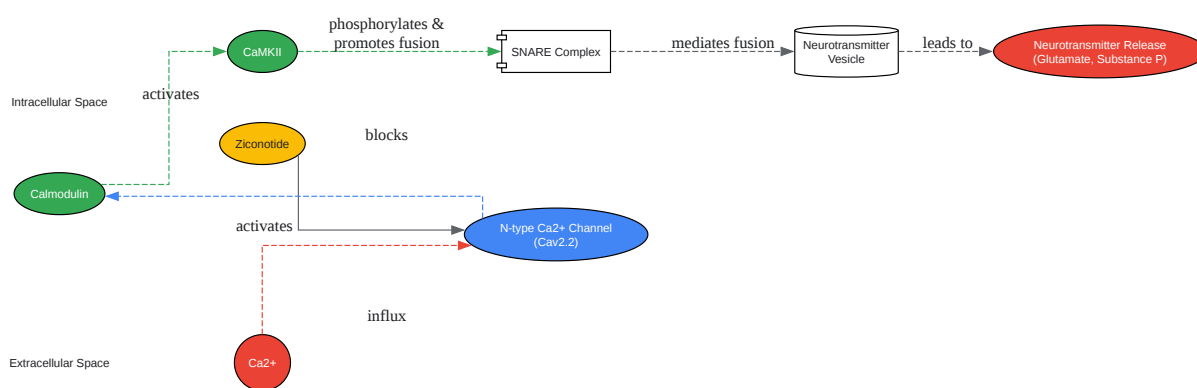 phosphorylates &
promotes fusion
CaMKII
SNARE Complex
mediates fusion
Neurotransmitter
Vesicle
leads to
Neurotransmitter Release
(Glutamate, Substance P)
Intracellular Space
activates
Ziconotide
blocks
Calmodulin
activates
N-type Ca2+ Channel
(Cav2.2)
influx
Extracellular Space
Ca2+